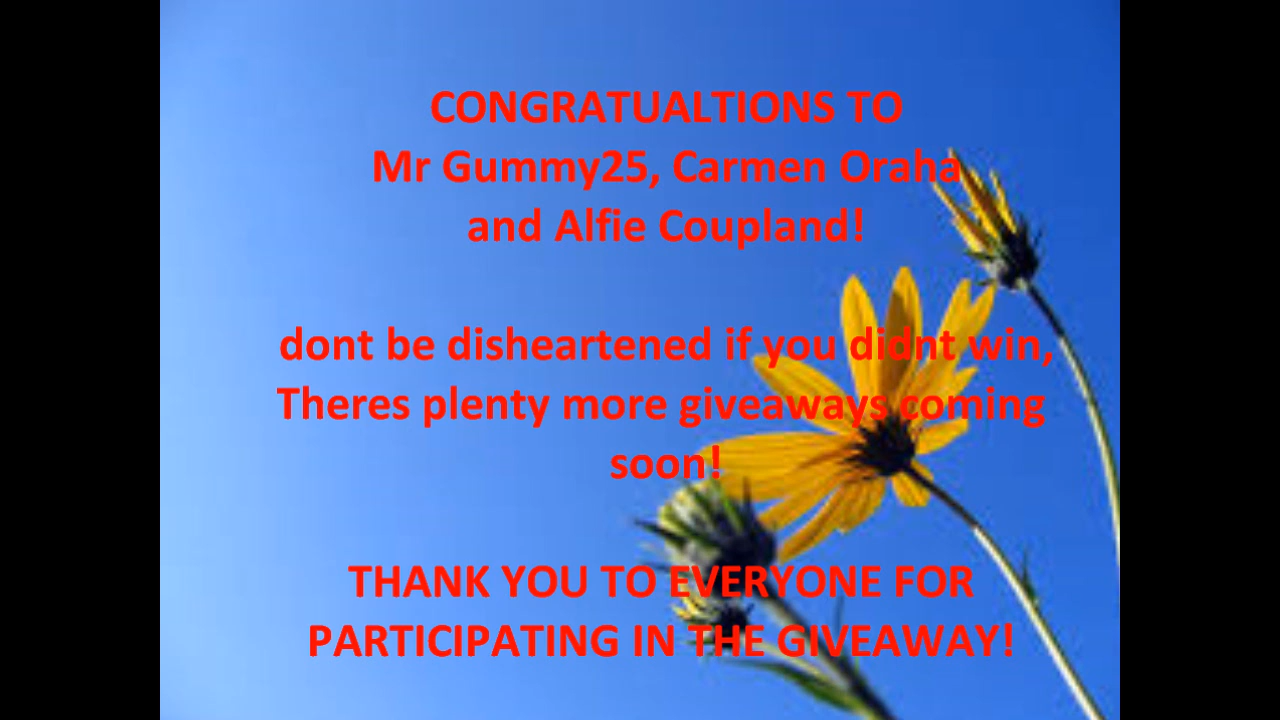 CONGRATUALTIONS TO
Mr Gummy25, Carmen Oraha
and Alfie Coupland!
dont be disheartened if you didnt win,
Theres plenty more giveaways coming
soon!
THANK YOU TO EVERYONE FOR
PARTICIPATING IN THE GIVEAWAY!